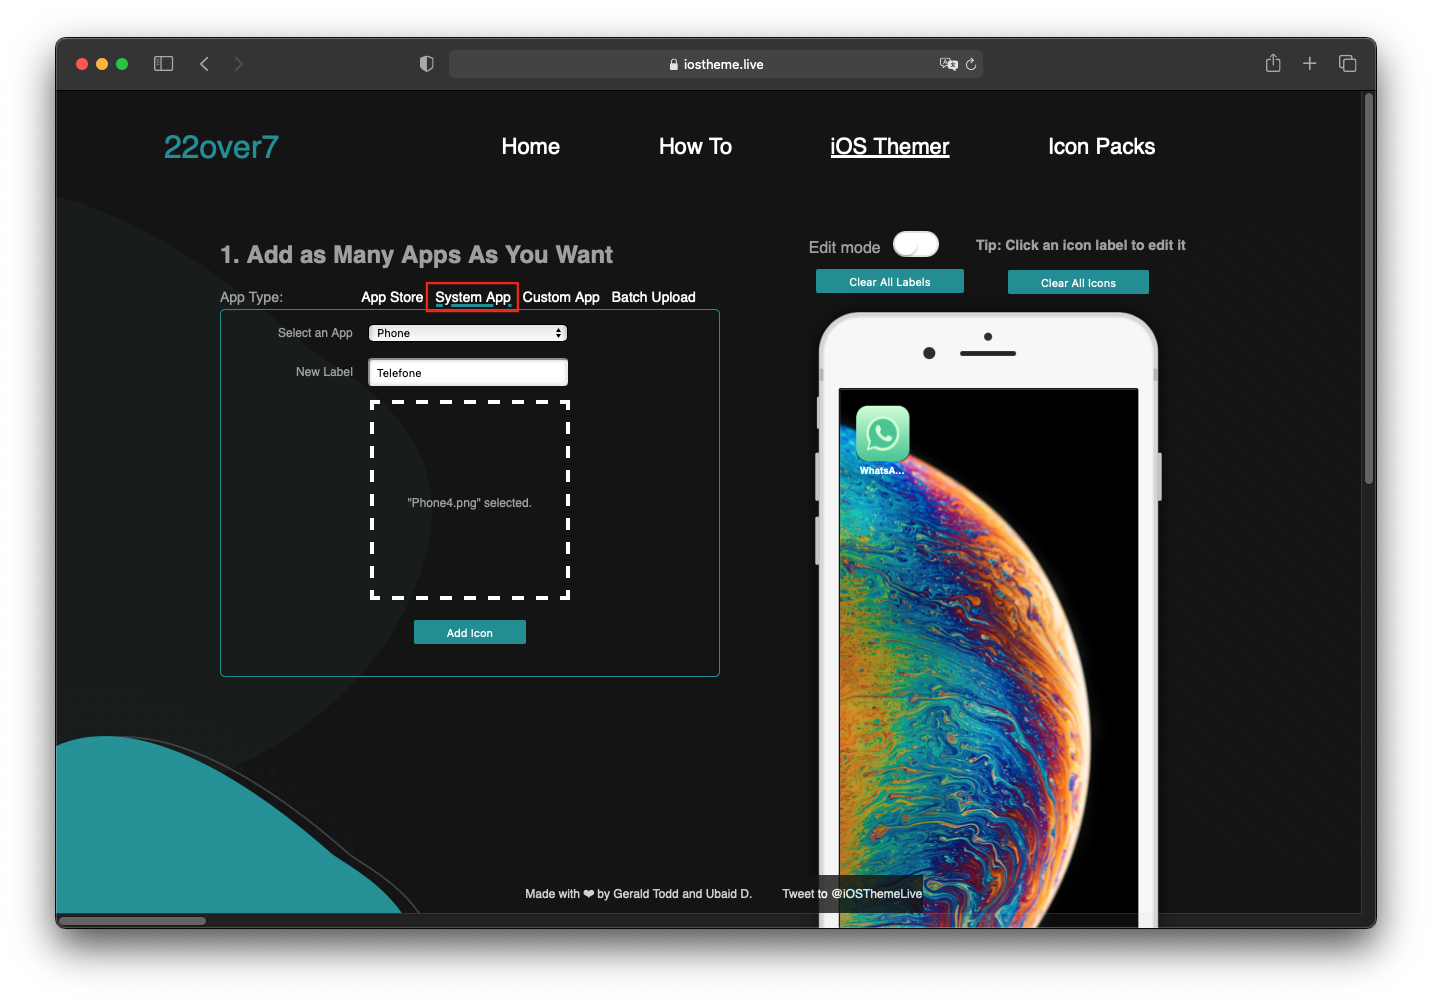 iostheme.live
22over7
Home
How To
iOS Themer
Icon Packs
1. Add as Many Apps As You Want
Edit mode
Tip: Click an icon label to edit it
Clear All Labels
Clear All Icons
App Type:
App Store
System App
Custom App
Batch Upload
Select an App
Phone
New Label
Telefone
"Phone4.png" selected.
Add Icon
WhatsA...
Made with ❤ by Gerald Todd and Ubaid D.
Tweet to @iOSThemeLive